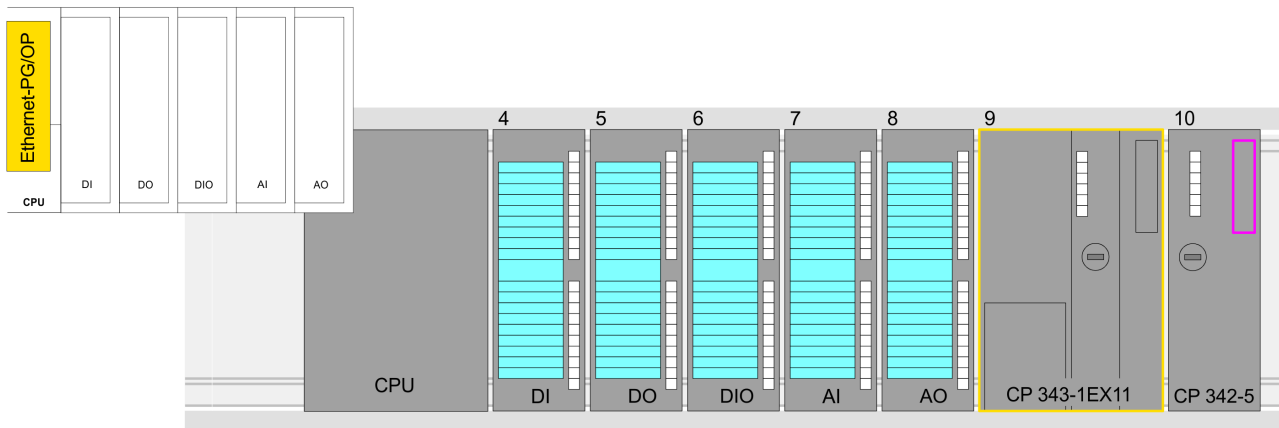 Ethernet-PG/OP
CPU
DI
DO
DIO
AI
AO
4
5
6
7
8
9
10
CPU
DI
DO
DIO
AI
AO
CP 343-1EX11
CP 342-5